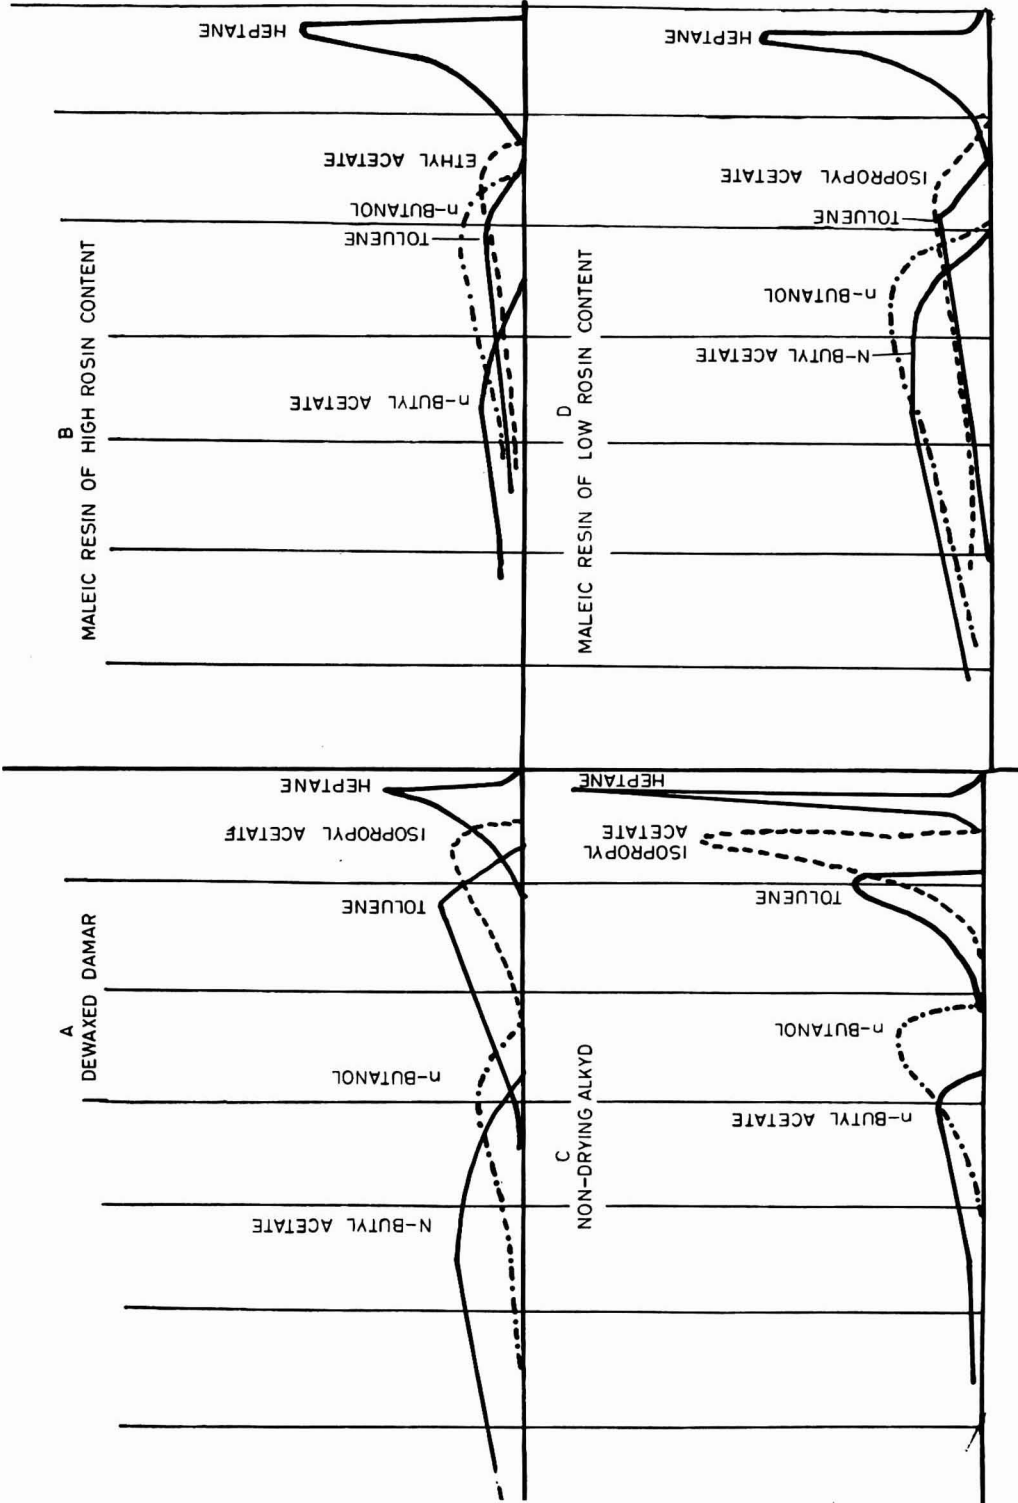 A
DEWAXED DAMAR
HEPTANE
ISOPROPYL ACETATE
TOLUENE
n-BUTANOL
N-BUTYL ACETATE
B
MALEIC RESIN OF HIGH ROSIN CONTENT
HEPTANE
ETHYL ACETATE
n-BUTANOL
TOLUENE
n-BUTYL ACETATE
C
NON-DRYING ALKYD
HEPTANE
ISOPROPYL
ACETATE
TOLUENE
n-BUTANOL
n-BUTYL ACETATE
D
MALEIC RESIN OF LOW ROSIN CONTENT
HEPTANE
ISOPROPYL ACETATE
TOLUENE
n-BUTANOL
N-BUTYL ACETATE